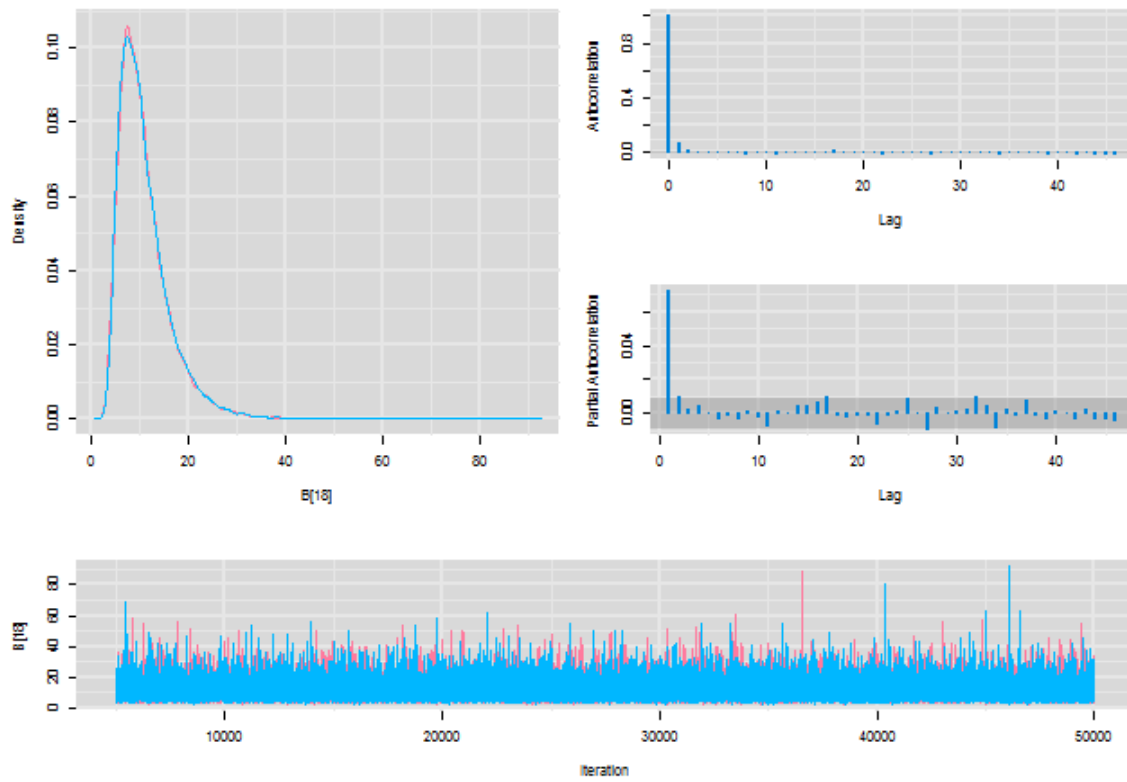 Density
0.00 0.02 0.04 0.06 0.08 0.10
0 20 40 60 80
B[18]
Autocorrelation
0.0 0.4 0.8
0 10 20 30 40
Lag
Partial Autocorrelation
0.00 0.04
0 10 20 30 40
Lag
B[18]
0 20 40 60 80
10000 20000 30000 40000 50000
Iteration